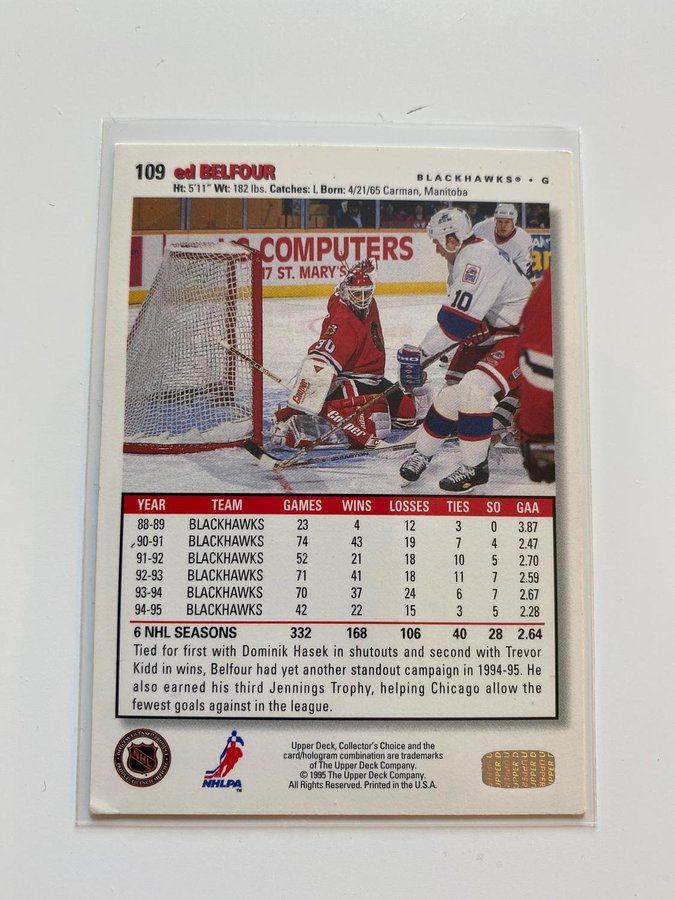 109 ed BELFOUR
BLACKHAWKS® • G
Ht: 5'11" Wt: 182 lbs. Catches: L Born: 4/21/65 Carman, Manitoba
COMPUTERS
17 ST. MARY'S
10
30
Cooper
Cooper
EASTON
YEAR TEAM GAMES WINS LOSSES TIES SO GAA
88-89 BLACKHAWKS 23 4 12 3 0 3.87
90-91 BLACKHAWKS 74 43 19 7 4 2.47
91-92 BLACKHAWKS 52 21 18 10 5 2.70
92-93 BLACKHAWKS 71 41 18 11 7 2.59
93-94 BLACKHAWKS 70 37 24 6 7 2.67
94-95 BLACKHAWKS 42 22 15 3 5 2.28
6 NHL SEASONS 332 168 106 40 28 2.64
Tied for first with Dominik Hasek in shutouts and second with Trevor
Kidd in wins, Belfour had yet another standout campaign in 1994-95. He
also earned his third Jennings Trophy, helping Chicago allow the
fewest goals against in the league.
NHL
NHLPA
™
Upper Deck, Collector's Choice and the
card/hologram combination are trademarks
of The Upper Deck Company.
© 1995 The Upper Deck Company.
All Rights Reserved. Printed in the U.S.A.
UPPER D